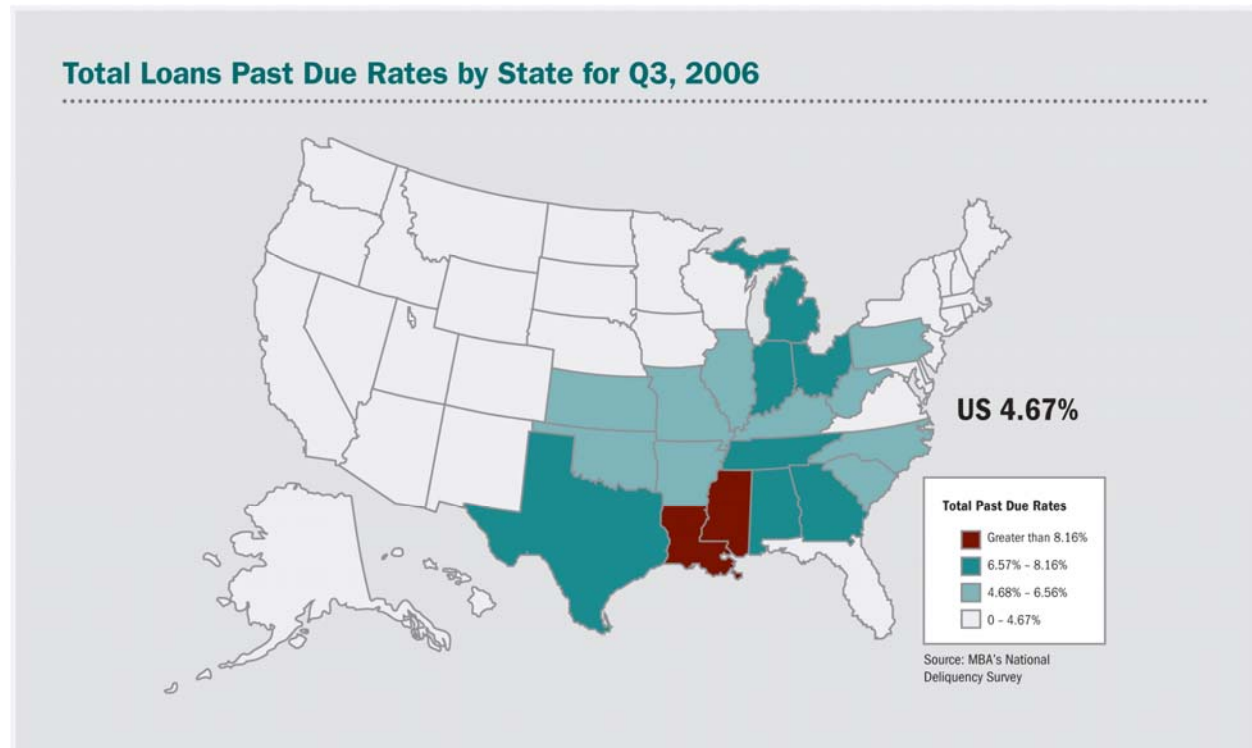 Total Loans Past Due Rates by State for Q3, 2006
US 4.67%
Total Past Due Rates
Greater than 8.16%
6.57% – 8.16%
4.68% – 6.56%
0 – 4.67%
Source: MBA's National
Deliquency Survey